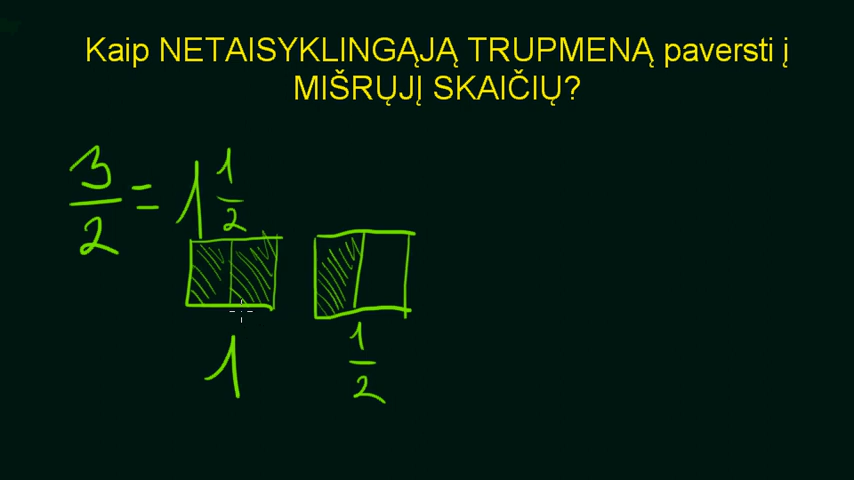 Kaip NETAISYKLINGĄJĄ TRUPMENĄ paversti į
MIŠRŲJĮ SKAIČIŲ?
3/2 = 1 1/2
1
1/2